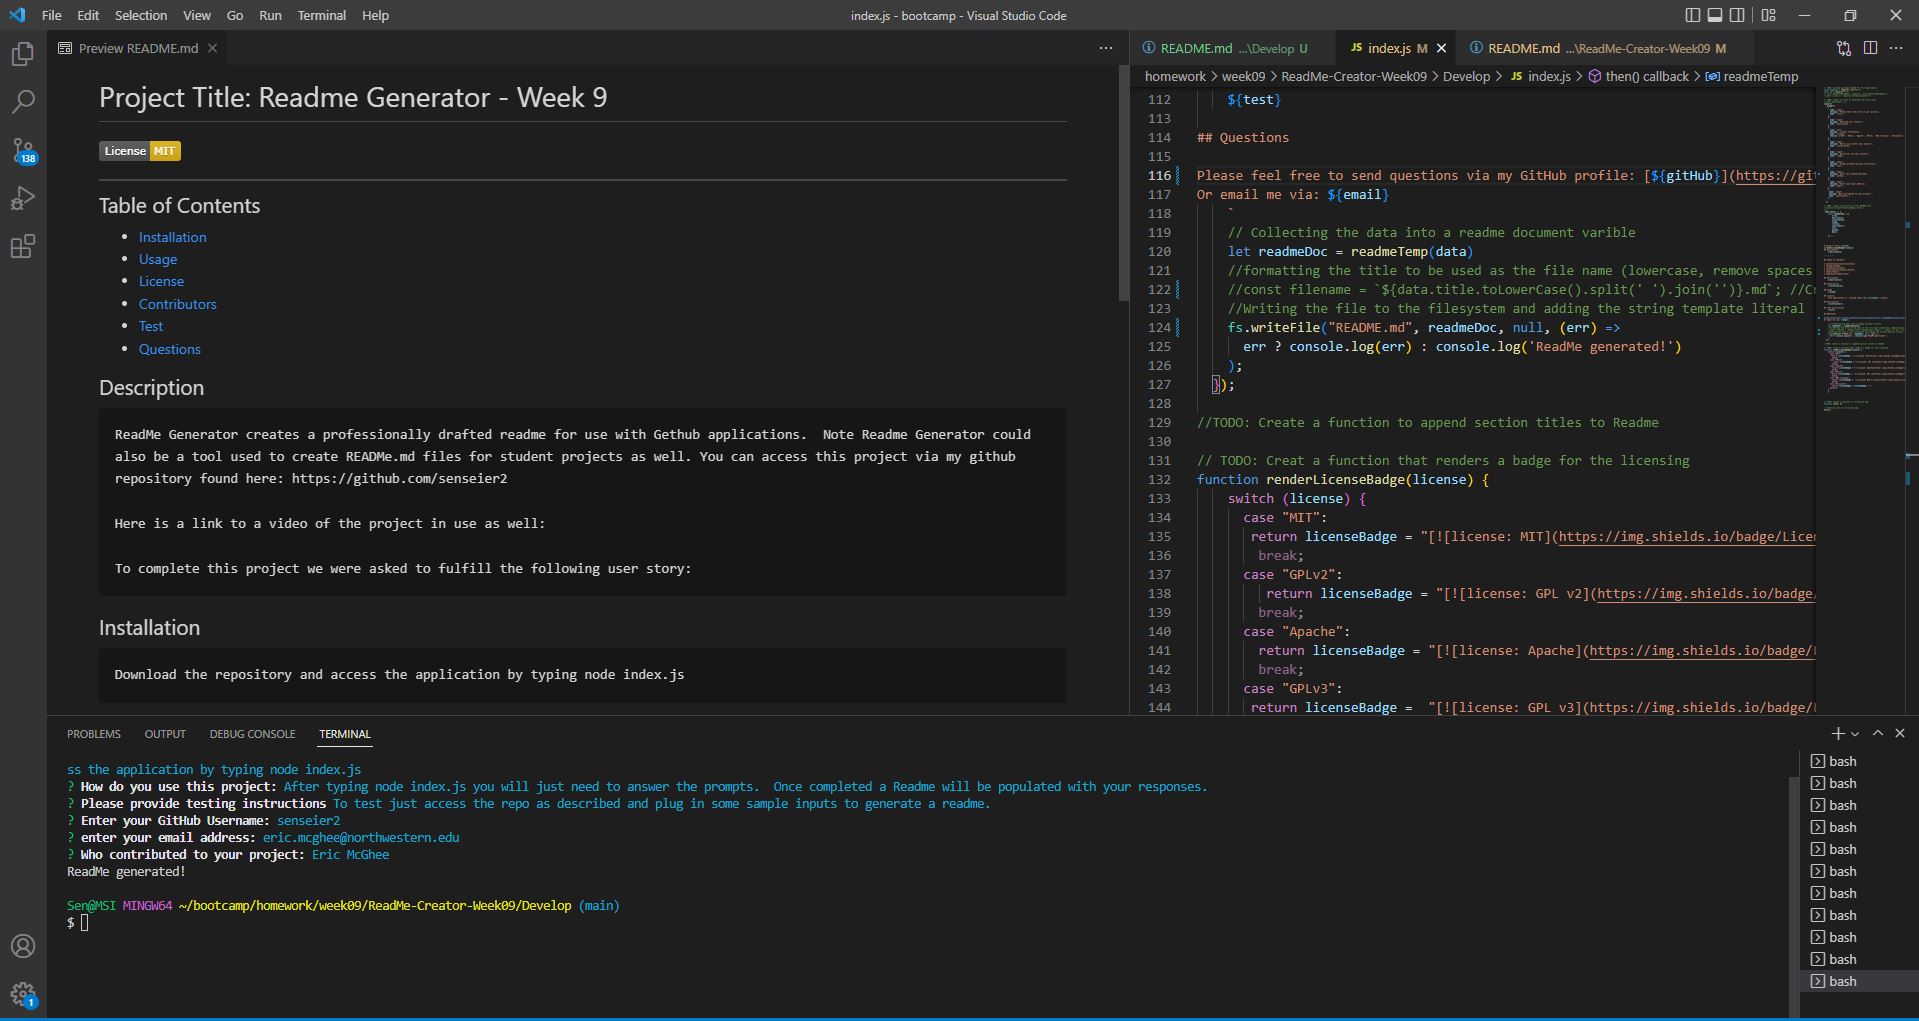 File Edit Selection View Go Run Terminal Help
index.js - bootcamp - Visual Studio Code
Preview README.md
Project Title: Readme Generator - Week 9
License MIT
Table of Contents
Installation
Usage
License
Contributors
Test
Questions
Description
ReadMe Generator creates a professionally drafted readme for use with Gethub applications.  Note Readme Generator could
also be a tool used to create READMe.md files for student projects as well. You can access this project via my github
repository found here: https://github.com/senseier2
Here is a link to a video of the project in use as well:
To complete this project we were asked to fulfill the following user story:
Installation
Download the repository and access the application by typing node index.js
README.md ...\Develop U
JS index.js M
README.md ...\ReadMe-Creator-Week09 M
homework > week09 > ReadMe-Creator-Week09 > Develop > JS index.js > then() callback > readmeTemp
112 ${test}
113
114 ## Questions
115
116 Please feel free to send questions via my GitHub profile: [${gitHub}](https://git
117 Or email me via: ${email}
118 `
119 // Collecting the data into a readme document varible
120 let readmeDoc = readmeTemp(data)
121 //formatting the title to be used as the file name (lowercase, remove spaces
122 //const filename = `${data.title.toLowerCase().split(' ').join('')}.md`; //Cr
123 //Writing the file to the filesystem and adding the string template literal
124 fs.writeFile("README.md", readmeDoc, null, (err) =>
125 err ? console.log(err) : console.log('ReadMe generated!')
126 );
127 });
128
129 //TODO: Create a function to append section titles to Readme
130
131 // TODO: Creat a function that renders a badge for the licensing
132 function renderLicenseBadge(license) {
133 switch (license) {
134 case "MIT":
135 return licenseBadge = "[![license: MIT](https://img.shields.io/badge/Licen
136 break;
137 case "GPLv2":
138 return licenseBadge = "[![license: GPL v2](https://img.shields.io/badge/
139 break;
140 case "Apache":
141 return licenseBadge = "[![license: Apache](https://img.shields.io/badge/
142 break;
143 case "GPLv3":
144 return licenseBadge =  "[![license: GPL v3](https://img.shields.io/badge/
138
1
PROBLEMS OUTPUT DEBUG CONSOLE TERMINAL
ss the application by typing node index.js
? How do you use this project: After typing node index.js you will just need to answer the prompts.  Once completed a Readme will be populated with your responses.
? Please provide testing instructions To test just access the repo as described and plug in some sample inputs to generate a readme.
? Enter your GitHub Username: senseier2
? enter your email address: eric.mcghee@northwestern.edu
? Who contributed to your project: Eric McGhee
ReadMe generated!
Sen@MSI MINGW64 ~/bootcamp/homework/week09/ReadMe-Creator-Week09/Develop (main)
$
bash
bash
bash
bash
bash
bash
bash
bash
bash
bash
bash